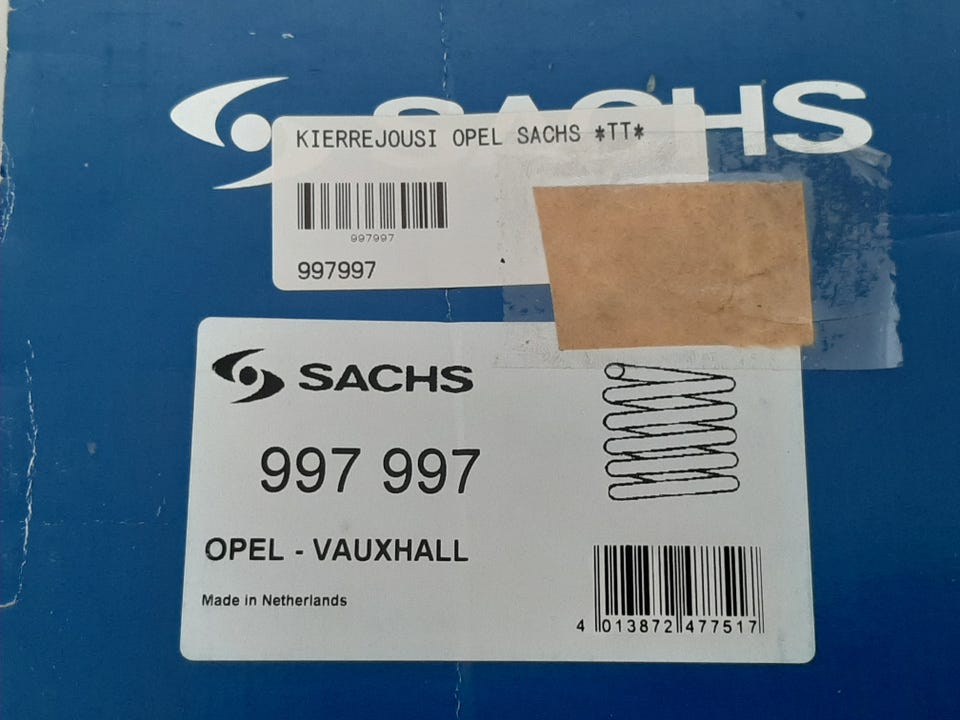 SACHS
KIERREJOUSI OPEL SACHS *TT*
997997
997997
SACHS
997 997
OPEL - VAUXHALL
Made in Netherlands
4 013872 477517